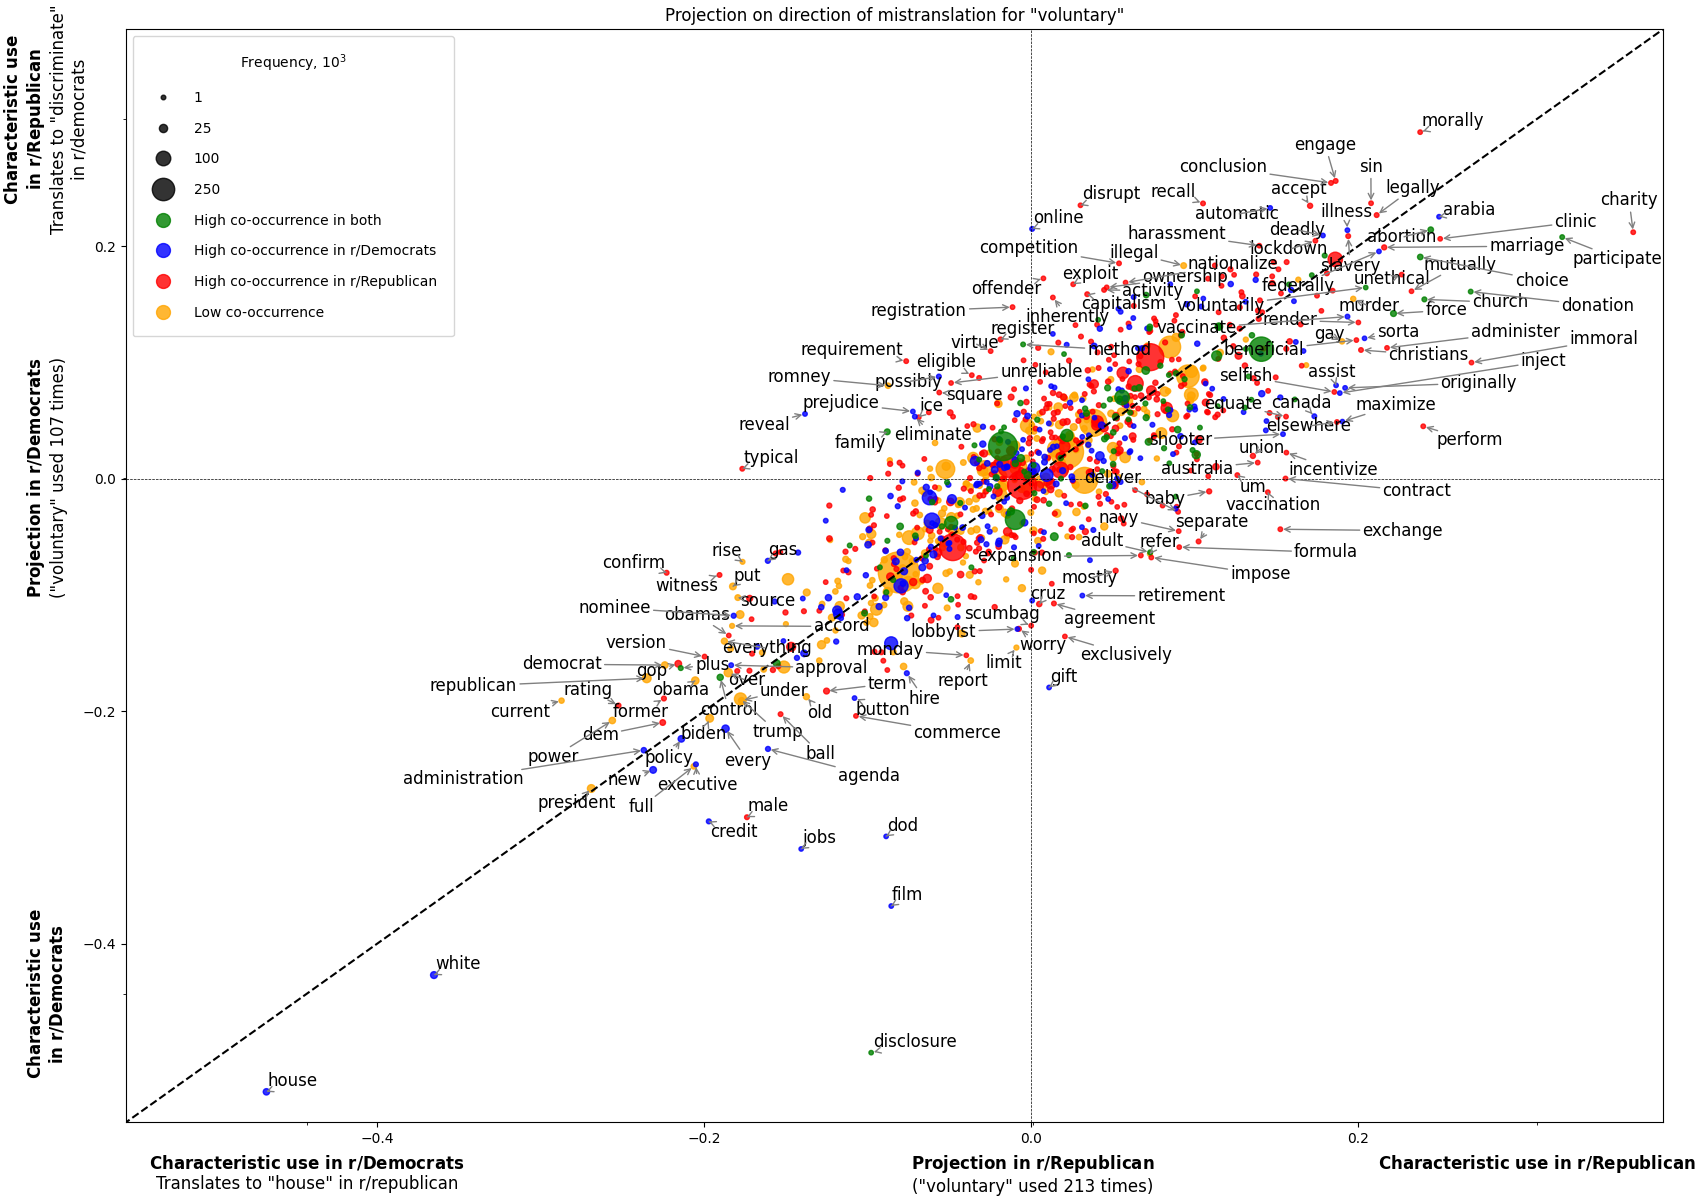 Projection on direction of mistranslation for "voluntary"
Characteristic use
in r/Republican
Translates to "discriminate"
in r/democrats
Projection in r/Democrats
("voluntary" used 107 times)
Characteristic use
in r/Democrats
Frequency, 10³
1
25
100
250
High co-occurrence in both
High co-occurrence in r/Democrats
High co-occurrence in r/Republican
Low co-occurrence
0.2
0.0
−0.2
−0.4
morally
engage
conclusion
sin
accept
legally
disrupt
recall
charity
automatic
illness
arabia
online
clinic
harassment
deadly
abortion
competition
illegal
lockdown
marriage
participate
nationalize
slavery
mutually
exploit
ownership
unethical
choice
offender
activity
federally
capitalism
voluntarily
murder
force
church
donation
registration
inherently
render
register
vaccinate
gay
sorta
administer
immoral
virtue
method
beneficial
christians
requirement
eligible
inject
romney
possibly
unreliable
selfish
assist
originally
square
prejudice
ice
equate
canada
maximize
reveal
elsewhere
family
eliminate
shooter
perform
typical
union
australia
incentivize
deliver
um
contract
baby
vaccination
navy
separate
exchange
rise
gas
adult
refer
formula
confirm
expansion
witness
put
mostly
impose
nominee
source
cruz
retirement
obamas
accord
scumbag
agreement
lobbyist
version
everything
monday
worry
exclusively
democrat
gop
plus
approval
limit
republican
over
report
gift
rating
obama
under
term
hire
current
former
control
old
button
dem
biden
trump
commerce
power
policy
every
ball
administration
new
executive
agenda
president
full
male
credit
jobs
dod
film
white
disclosure
house
−0.4
−0.2
0.0
0.2
Characteristic use in r/Democrats
Translates to "house" in r/republican
Projection in r/Republican
("voluntary" used 213 times)
Characteristic use in r/Republican